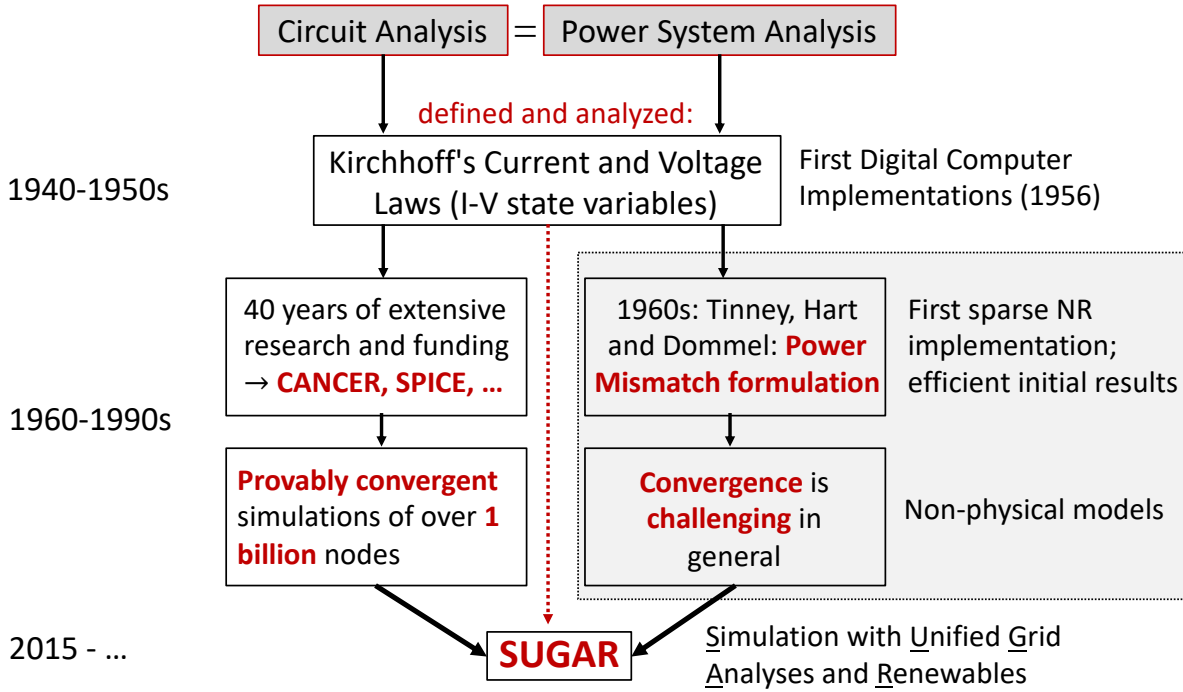 Circuit Analysis = Power System Analysis
defined and analyzed:
1940-1950s
Kirchhoff's Current and Voltage
Laws (I-V state variables)
First Digital Computer
Implementations (1956)
1960-1990s
40 years of extensive
research and funding
→ CANCER, SPICE, ...
1960s: Tinney, Hart
and Dommel: Power
Mismatch formulation
First sparse NR
implementation;
efficient initial results
Provably convergent
simulations of over 1
billion nodes
Convergence is
challenging in
general
Non-physical models
2015 - ...
SUGAR
Simulation with Unified Grid
Analyses and Renewables